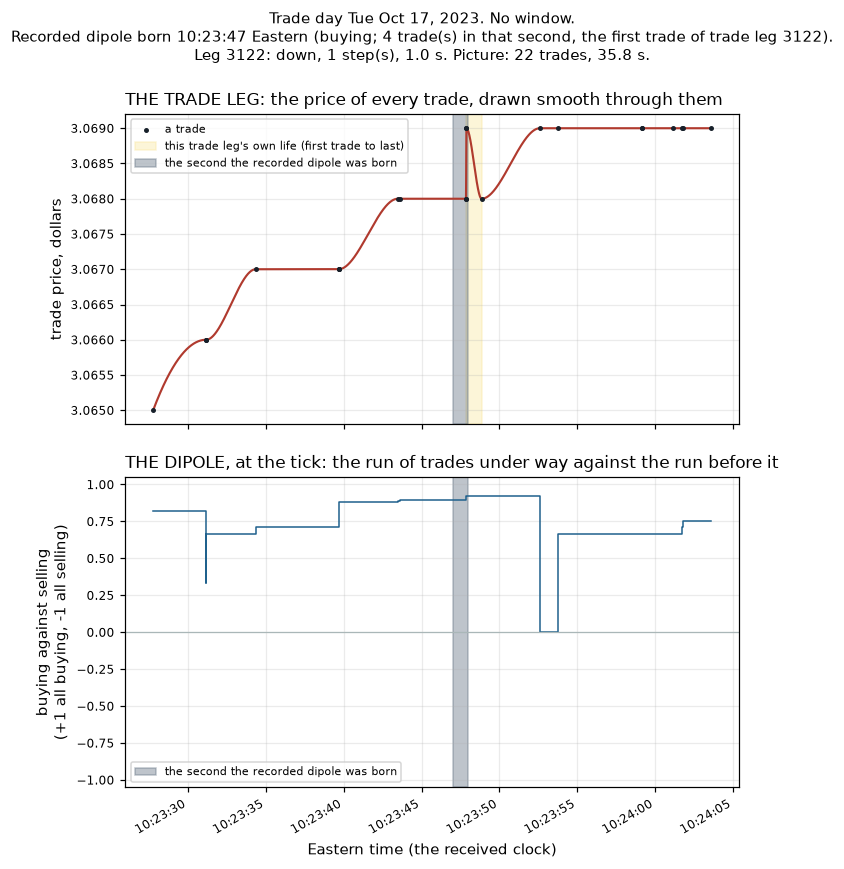 Trade day Tue Oct 17, 2023. No window.
Recorded dipole born 10:23:47 Eastern (buying; 4 trade(s) in that second, the first trade of trade leg 3122).
Leg 3122: down, 1 step(s), 1.0 s. Picture: 22 trades, 35.8 s.
THE TRADE LEG: the price of every trade, drawn smooth through them
a trade
this trade leg's own life (first trade to last)
the second the recorded dipole was born
trade price, dollars
3.0690
3.0685
3.0680
3.0675
3.0670
3.0665
3.0660
3.0655
3.0650
THE DIPOLE, at the tick: the run of trades under way against the run before it
buying against selling
(+1 all buying, -1 all selling)
1.00
0.75
0.50
0.25
0.00
−0.25
−0.50
−0.75
−1.00
the second the recorded dipole was born
10:23:30
10:23:35
10:23:40
10:23:45
10:23:50
10:23:55
10:24:00
10:24:05
Eastern time (the received clock)